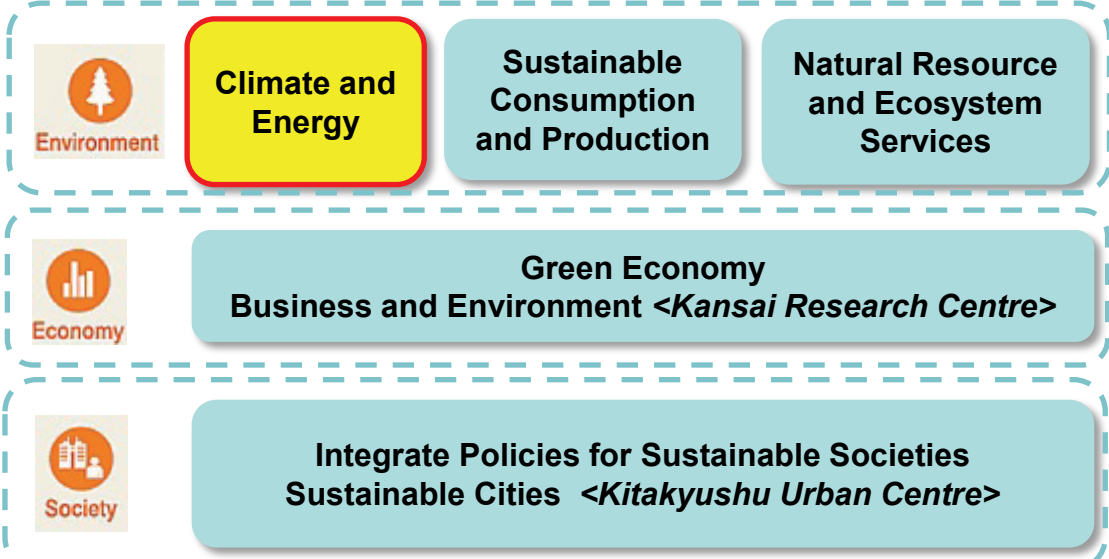 Environment
Climate and
Energy
Sustainable
Consumption
and Production
Natural Resource
and Ecosystem
Services
Economy
Green Economy
Business and Environment <Kansai Research Centre>
Society
Integrate Policies for Sustainable Societies
Sustainable Cities <Kitakyushu Urban Centre>